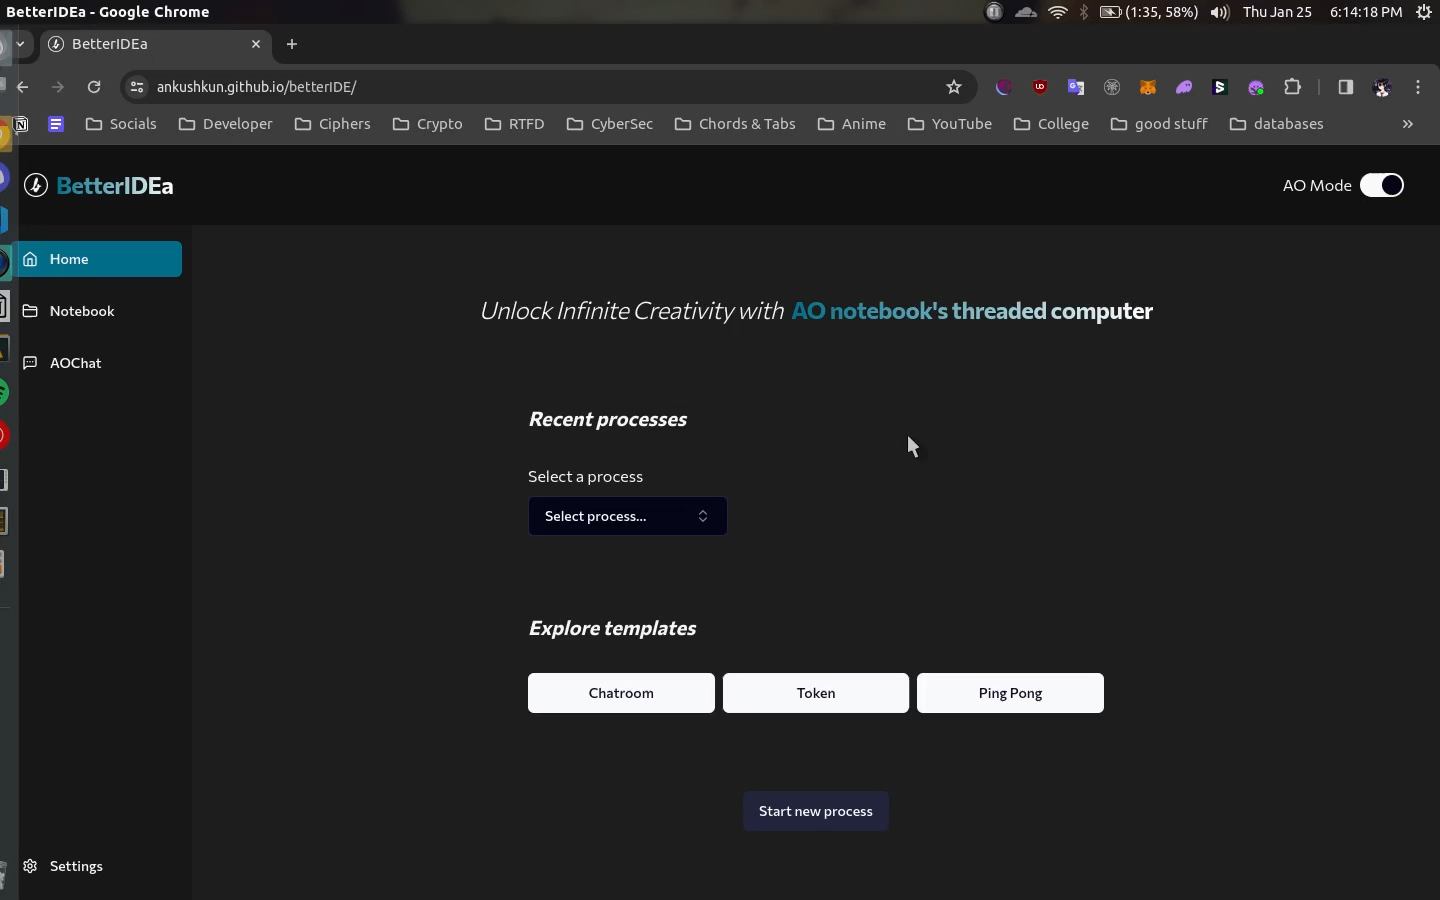 BetterIDEa - Google Chrome
(1:35, 58%) Thu Jan 25 6:14:18 PM
BetterIDEa
ankushkun.github.io/betterIDE/
Socials Developer Ciphers Crypto RTFD CyberSec Chords & Tabs Anime YouTube College good stuff databases
BetterIDEa
AO Mode
Home
Notebook
AOChat
Settings
Unlock Infinite Creativity with AO notebook's threaded computer
Recent processes
Select a process
Select process...
Explore templates
Chatroom Token Ping Pong
Start new process